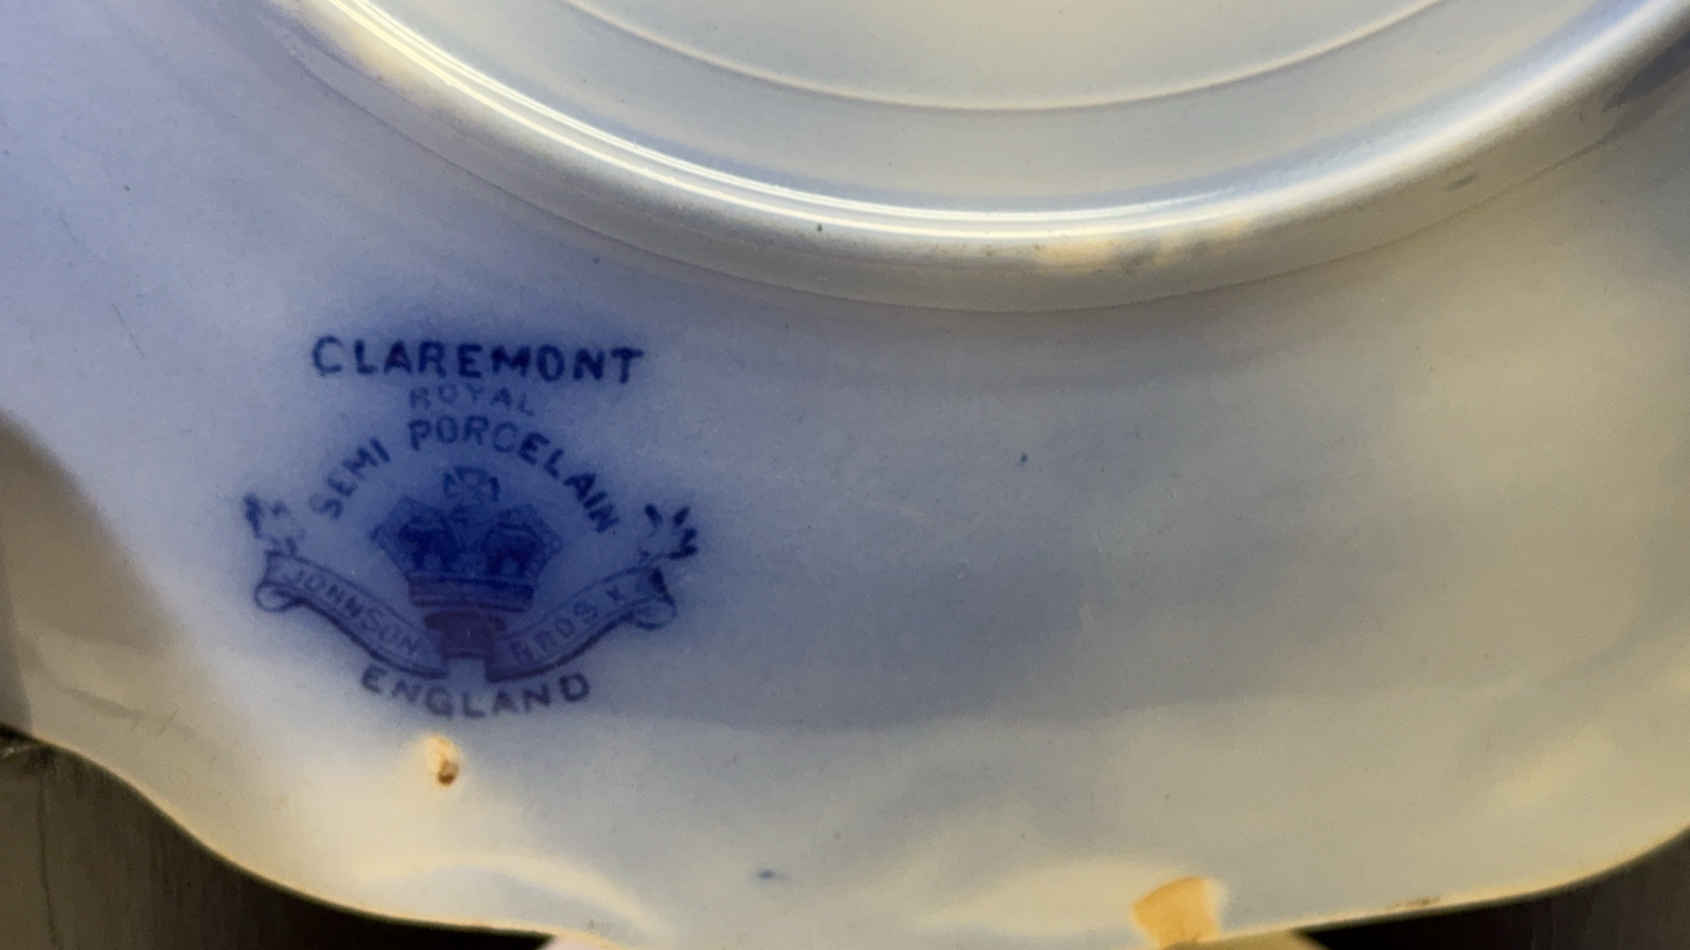 CLAREMONT
ROYAL
SEMI PORCELAIN
JOHNSON BROS
ENGLAND